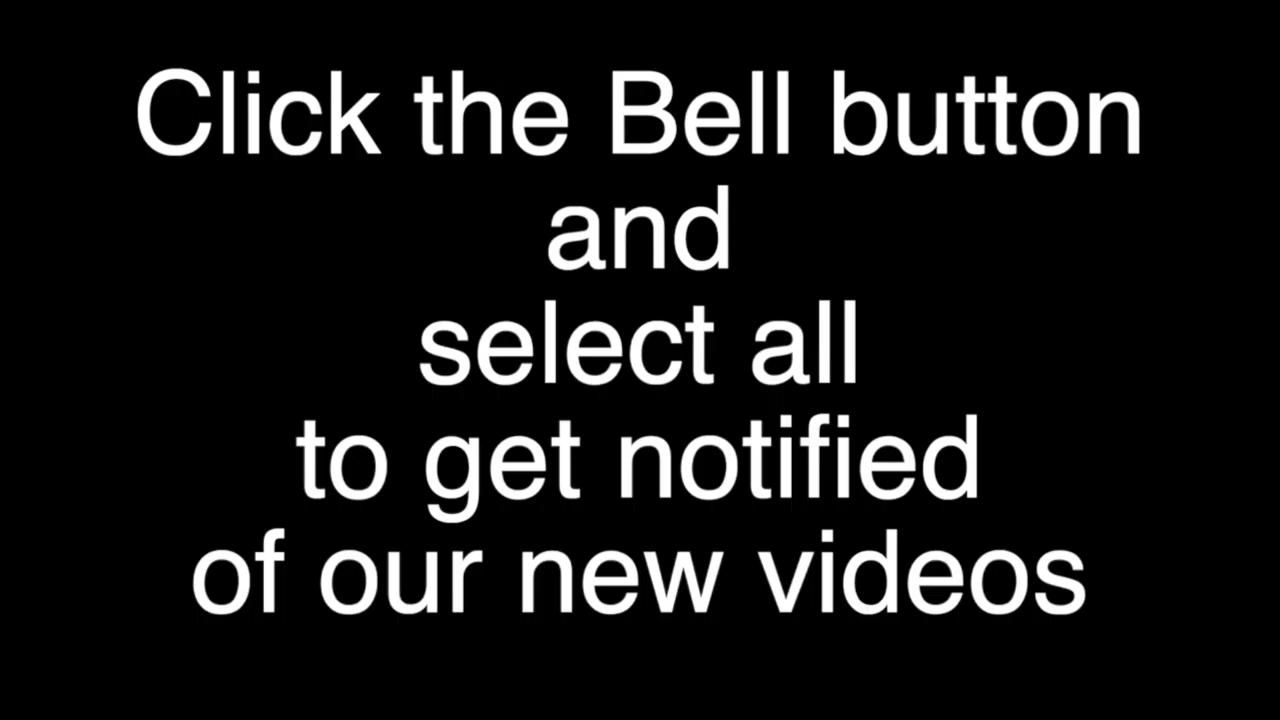 Click the Bell button
and
select all
to get notified
of our new videos